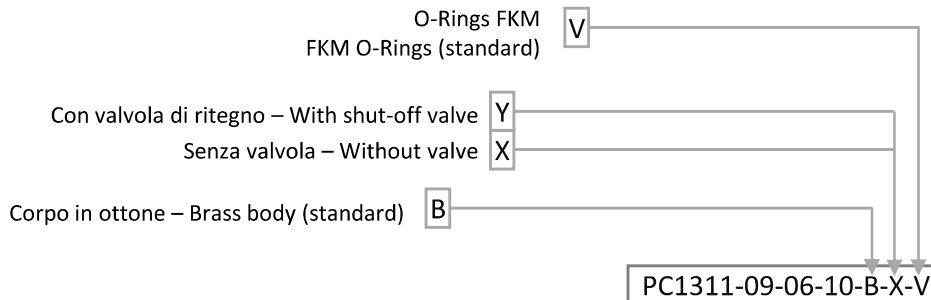 O-Rings FKM
FKM O-Rings (standard)
V
Con valvola di ritegno – With shut-off valve
Y
Senza valvola – Without valve
X
Corpo in ottone – Brass body (standard)
B
PC1311-09-06-10-B-X-V